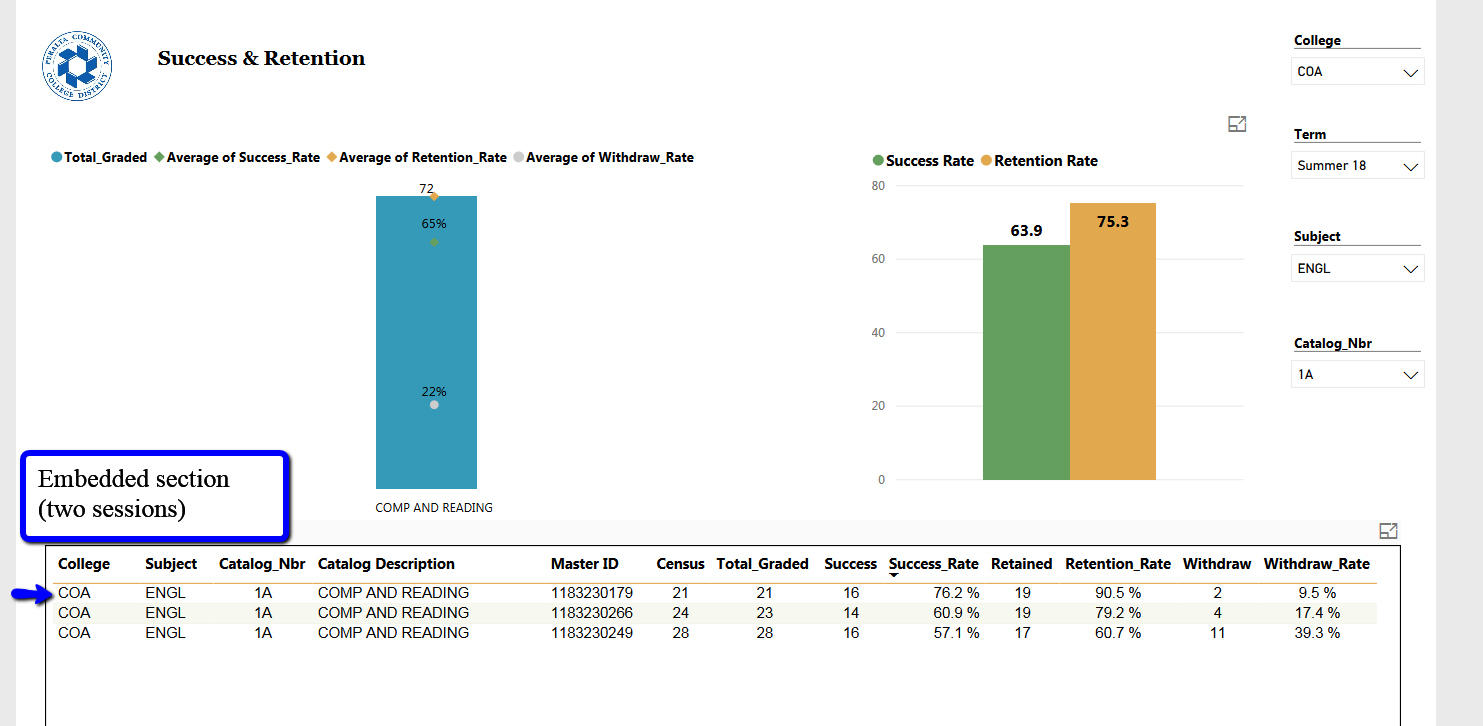 PERALTA COMMUNITY COLLEGE DISTRICT
Success & Retention
College
COA
Term
Summer 18
Subject
ENGL
Catalog_Nbr
1A
Total_Graded Average of Success_Rate Average of Retention_Rate Average of Withdraw_Rate
72
65%
22%
COMP AND READING
Success Rate Retention Rate
80
60
40
20
0
63.9
75.3
Embedded section
(two sessions)
College Subject Catalog_Nbr Catalog Description Master ID Census Total_Graded Success Success_Rate Retained Retention_Rate Withdraw Withdraw_Rate
COA ENGL 1A COMP AND READING 1183230179 21 21 16 76.2 % 19 90.5 % 2 9.5 %
COA ENGL 1A COMP AND READING 1183230266 24 23 14 60.9 % 19 79.2 % 4 17.4 %
COA ENGL 1A COMP AND READING 1183230249 28 28 16 57.1 % 17 60.7 % 11 39.3 %